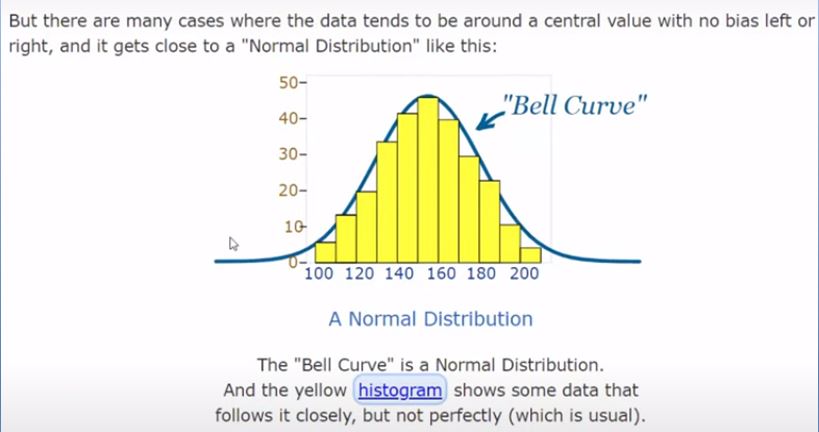 But there are many cases where the data tends to be around a central value with no bias left or
right, and it gets close to a "Normal Distribution" like this:
50
"Bell Curve"
40
30
20
10
0
100 120 140 160 180 200
A Normal Distribution
The "Bell Curve" is a Normal Distribution.
And the yellow histogram shows some data that
follows it closely, but not perfectly (which is usual).